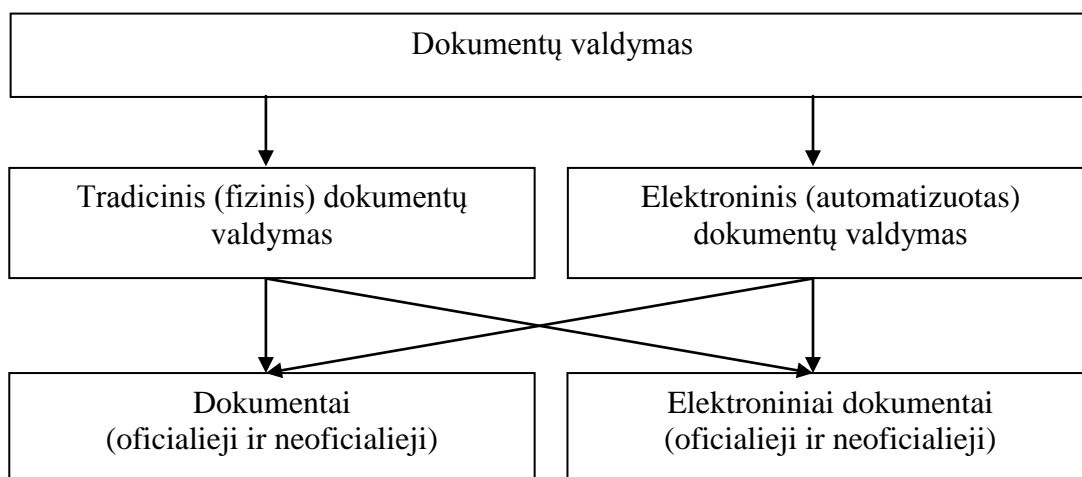 Dokumentų valdymas
Tradicinis (fizinis) dokumentų
valdymas
Elektroninis (automatizuotas)
dokumentų valdymas
Dokumentai
(oficialieji ir neoficialieji)
Elektroniniai dokumentai
(oficialieji ir neoficialieji)